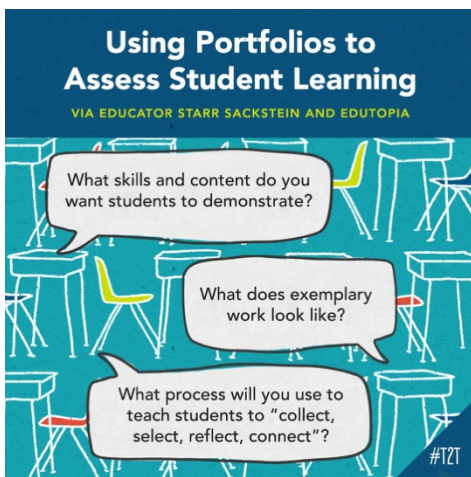 Using Portfolios to
Assess Student Learning
VIA EDUCATOR STARR SACKSTEIN AND EDUTOPIA
What skills and content do you
want students to demonstrate?
What does exemplary
work look like?
What process will you use to
teach students to “collect,
select, reflect, connect”?
#T2T